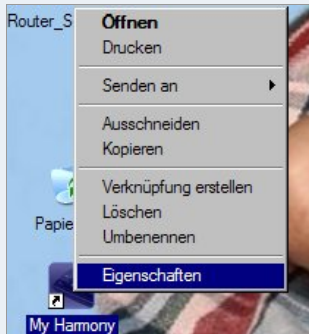 Router_S
Öffnen
Drucken
Senden an
Ausschneiden
Kopieren
Verknüpfung erstellen
Löschen
Umbenennen
Eigenschaften
Papie
My Harmony